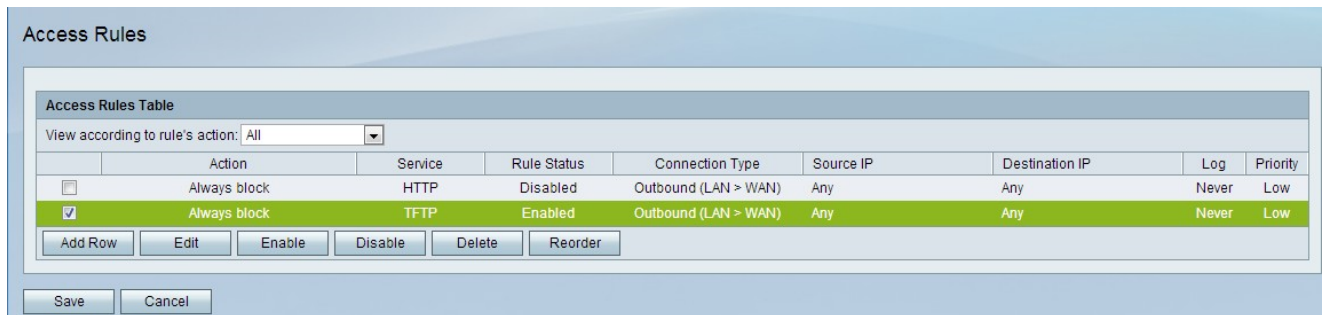 Access Rules
Access Rules Table
View according to rule's action: All
Action Service Rule Status Connection Type Source IP Destination IP Log Priority
Always block HTTP Disabled Outbound (LAN > WAN) Any Any Never Low
Always block TFTP Enabled Outbound (LAN > WAN) Any Any Never Low
Add Row Edit Enable Disable Delete Reorder
Save Cancel